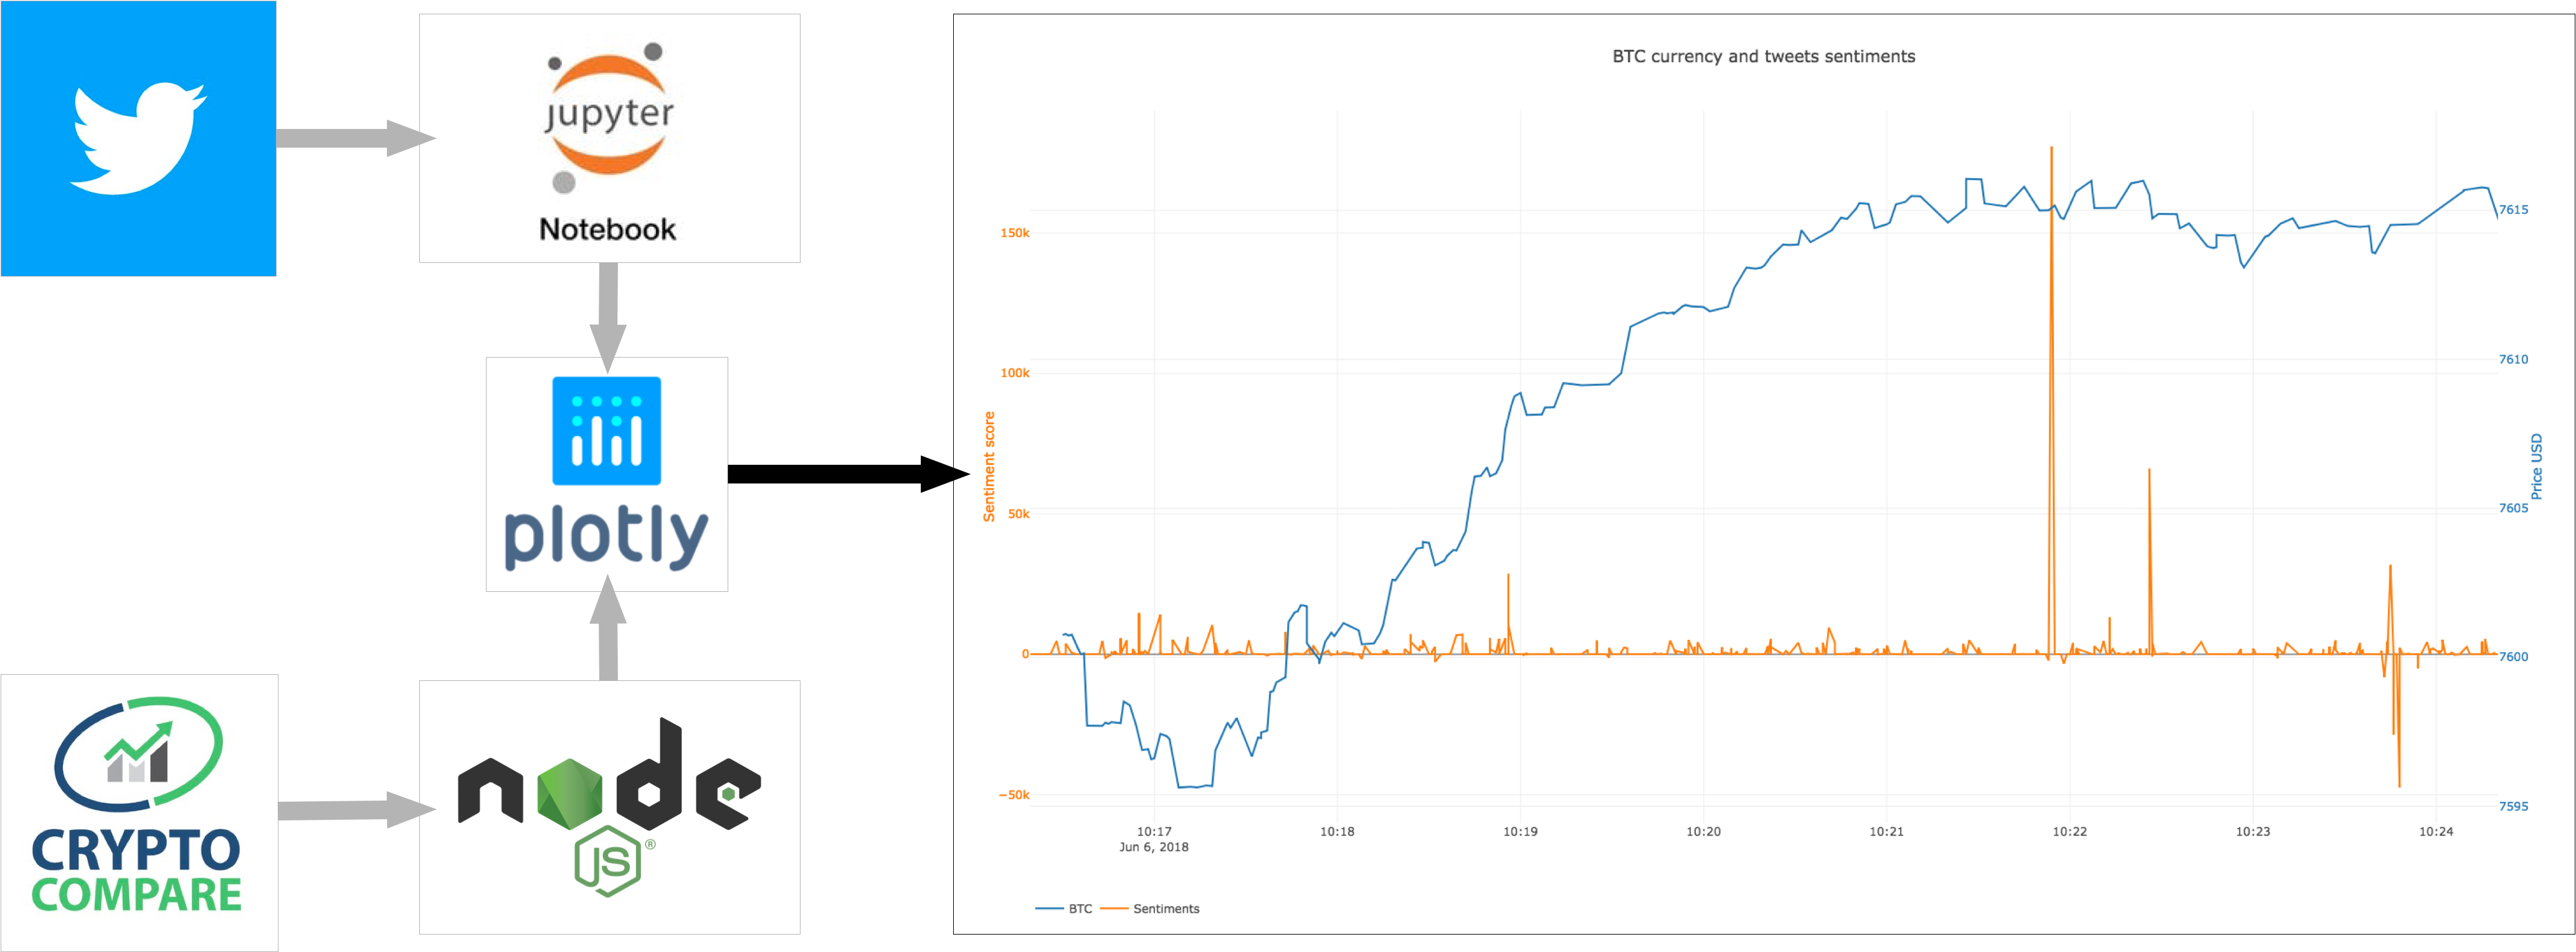 jupyter
Notebook
plotly
CRYPTO
COMPARE
node
JS®
BTC currency and tweets sentiments
150k
100k
50k
0
−50k
Sentiment score
7615
7610
7605
7600
7595
Price USD
10:17
Jun 6, 2018
10:18
10:19
10:20
10:21
10:22
10:23
10:24
BTC
Sentiments